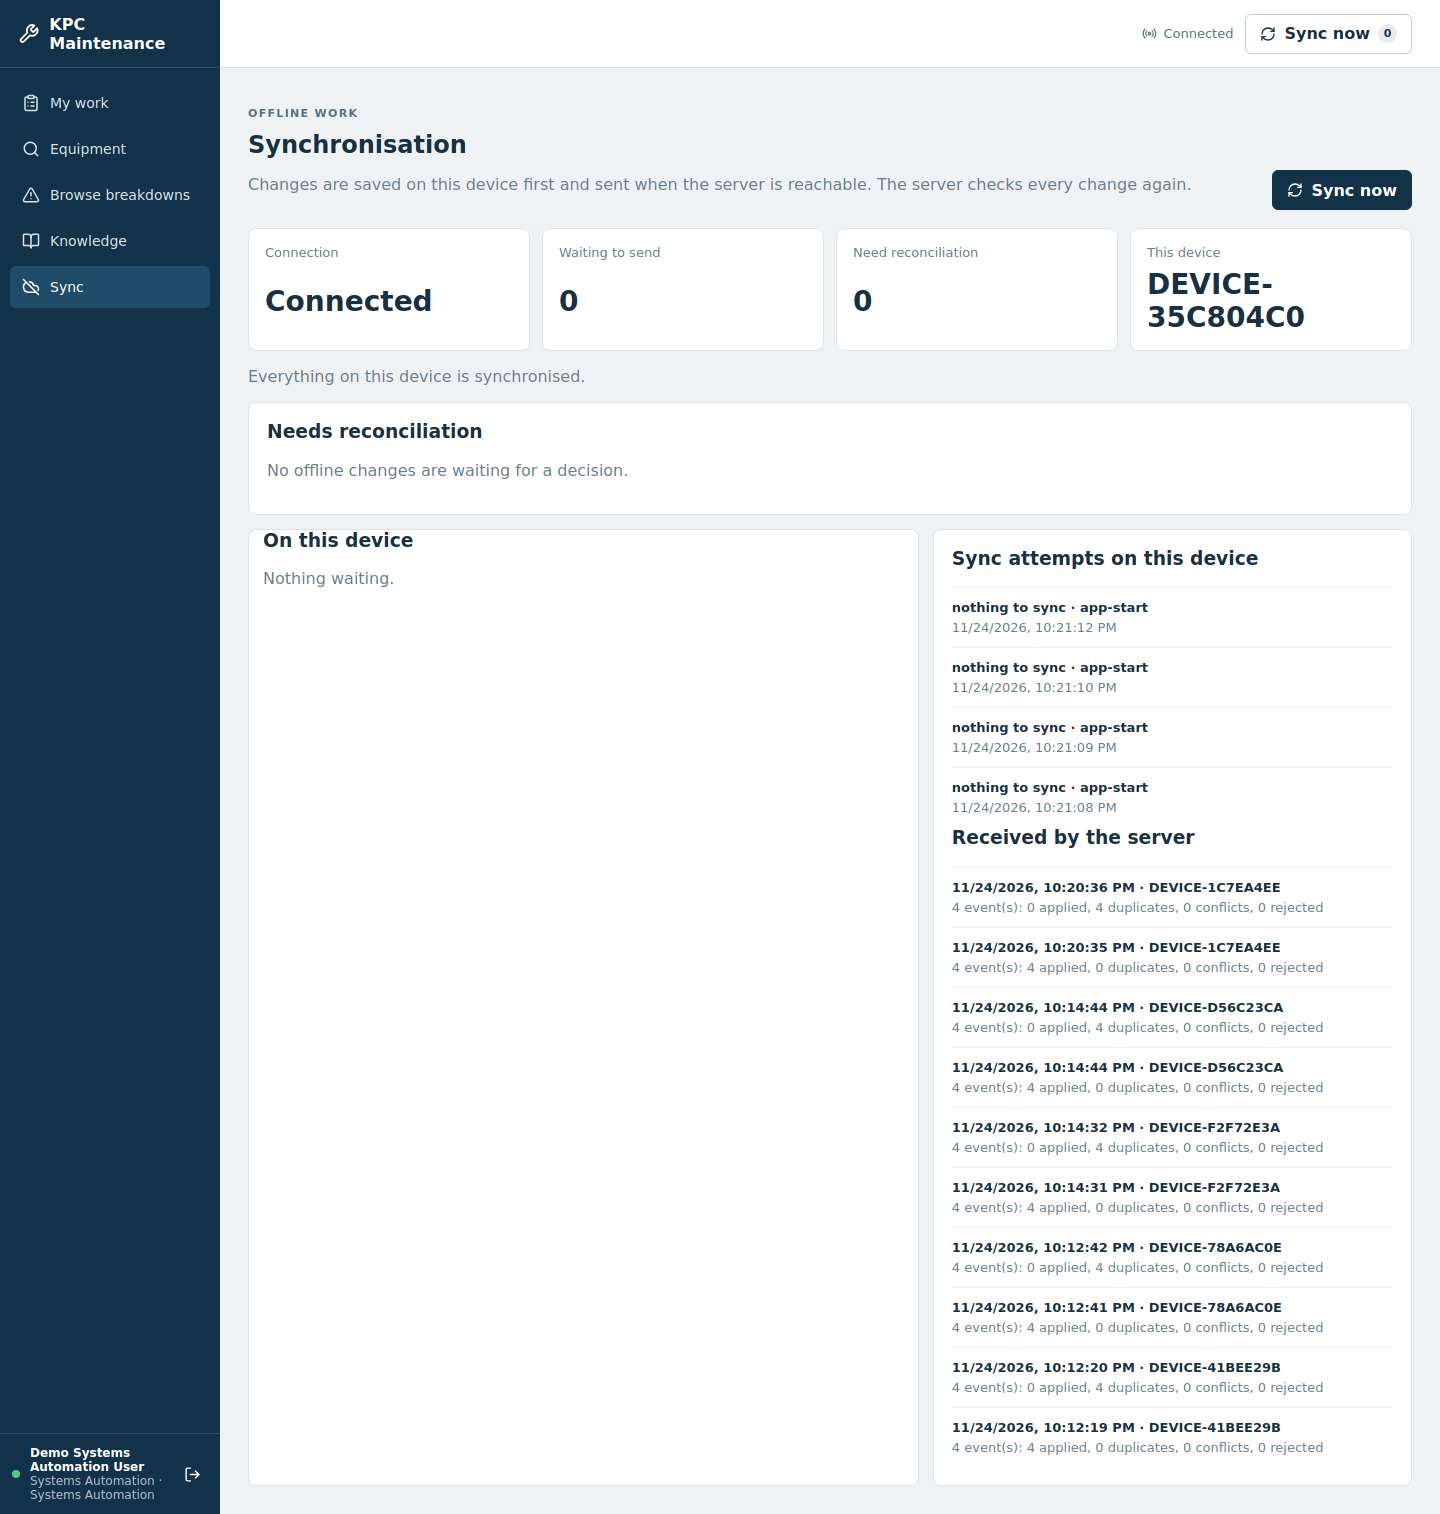 KPC
Maintenance
My work
Equipment
Browse breakdowns
Knowledge
Sync
Demo Systems
Automation User
Systems Automation ·
Systems Automation
Connected
Sync now 0
OFFLINE WORK
Synchronisation
Changes are saved on this device first and sent when the server is reachable. The server checks every change again.
Sync now
Connection
Connected
Waiting to send
0
Need reconciliation
0
This device
DEVICE-
35C804C0
Everything on this device is synchronised.
Needs reconciliation
No offline changes are waiting for a decision.
On this device
Nothing waiting.
Sync attempts on this device
nothing to sync · app-start
11/24/2026, 10:21:12 PM
nothing to sync · app-start
11/24/2026, 10:21:10 PM
nothing to sync · app-start
11/24/2026, 10:21:09 PM
nothing to sync · app-start
11/24/2026, 10:21:08 PM
Received by the server
11/24/2026, 10:20:36 PM · DEVICE-1C7EA4EE
4 event(s): 0 applied, 4 duplicates, 0 conflicts, 0 rejected
11/24/2026, 10:20:35 PM · DEVICE-1C7EA4EE
4 event(s): 4 applied, 0 duplicates, 0 conflicts, 0 rejected
11/24/2026, 10:14:44 PM · DEVICE-D56C23CA
4 event(s): 0 applied, 4 duplicates, 0 conflicts, 0 rejected
11/24/2026, 10:14:44 PM · DEVICE-D56C23CA
4 event(s): 4 applied, 0 duplicates, 0 conflicts, 0 rejected
11/24/2026, 10:14:32 PM · DEVICE-F2F72E3A
4 event(s): 0 applied, 4 duplicates, 0 conflicts, 0 rejected
11/24/2026, 10:14:31 PM · DEVICE-F2F72E3A
4 event(s): 4 applied, 0 duplicates, 0 conflicts, 0 rejected
11/24/2026, 10:12:42 PM · DEVICE-78A6AC0E
4 event(s): 0 applied, 4 duplicates, 0 conflicts, 0 rejected
11/24/2026, 10:12:41 PM · DEVICE-78A6AC0E
4 event(s): 4 applied, 0 duplicates, 0 conflicts, 0 rejected
11/24/2026, 10:12:20 PM · DEVICE-41BEE29B
4 event(s): 0 applied, 4 duplicates, 0 conflicts, 0 rejected
11/24/2026, 10:12:19 PM · DEVICE-41BEE29B
4 event(s): 4 applied, 0 duplicates, 0 conflicts, 0 rejected